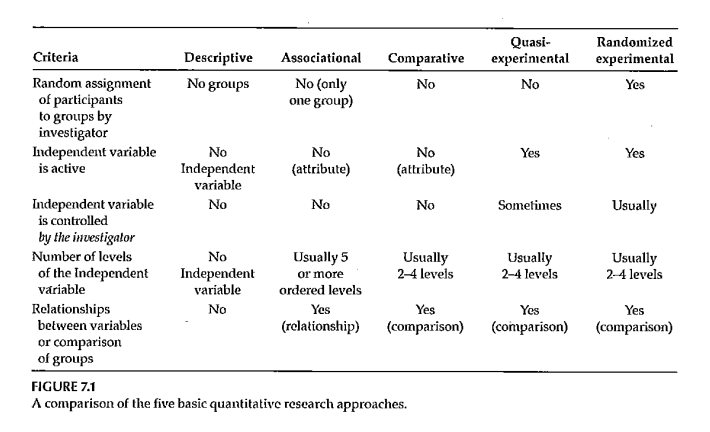 Quasi- Randomized
Criteria Descriptive Associational Comparative experimental experimental
Random assignment No groups No (only No No Yes
of participants one group)
to groups by
investigator
Independent variable No No No Yes Yes
is active Independent (attribute) (attribute)
variable
Independent variable No No No Sometimes Usually
is controlled
by the investigator
Number of levels No Usually 5 Usually Usually Usually
of the Independent Independent or more 2–4 levels 2–4 levels 2–4 levels
variable variable ordered levels
Relationships No Yes Yes Yes Yes
between variables (relationship) (comparison) (comparison) (comparison)
or comparison
of groups
FIGURE 7.1
A comparison of the five basic quantitative research approaches.